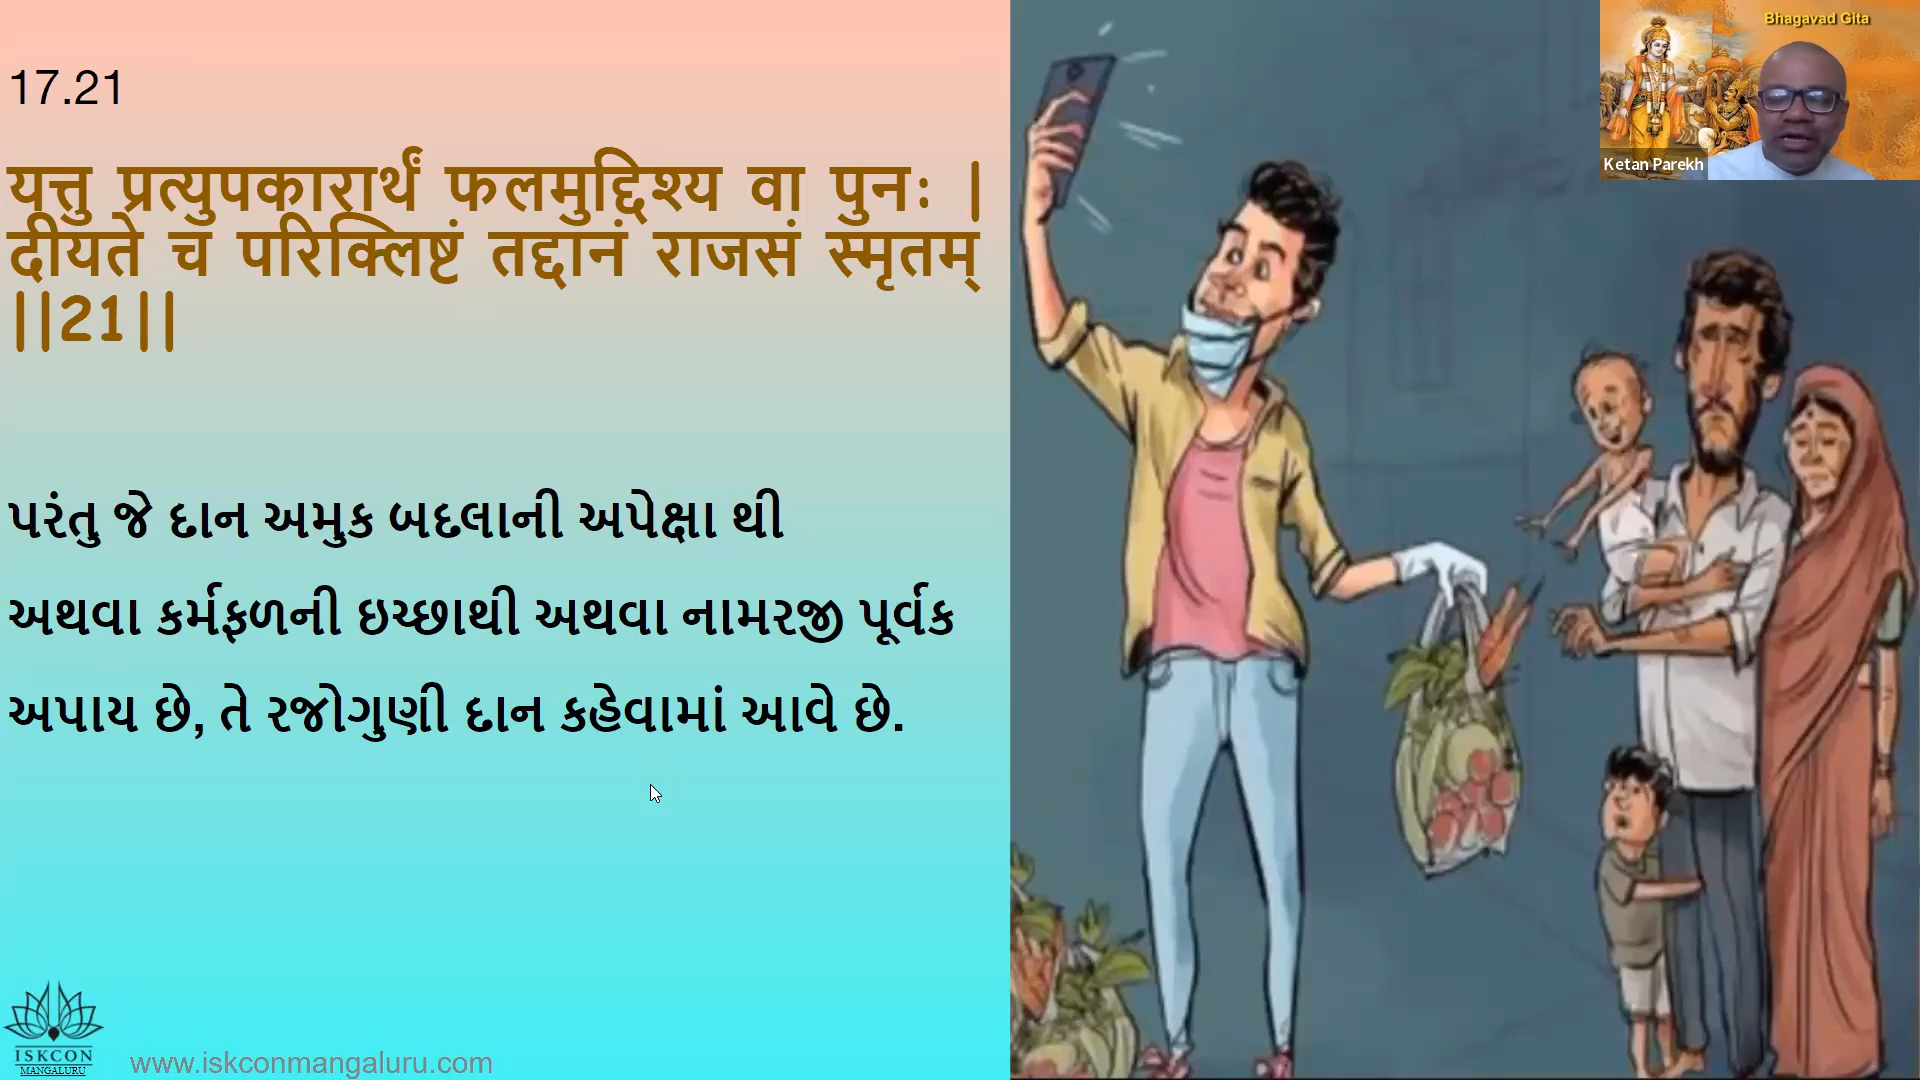 17.21
यत्तु प्रत्युपकारार्थं फलमुद्दिश्य वा पुनः |
दीयते च परिक्लिष्टं तद्दानं राजसं स्मृतम्
||21||
પરંતુ જે દાન અમુક બદલાની અપેક્ષા થી
અથવા કર્મફળની ઇચ્છાથી અથવા નામરજી પૂર્વક
અપાય છે, તે રજોગુણી દાન કહેવામાં આવે છે.
ISKCON
MANGALURU
www.iskconmangaluru.com
Bhagavad Gita
Ketan Parekh